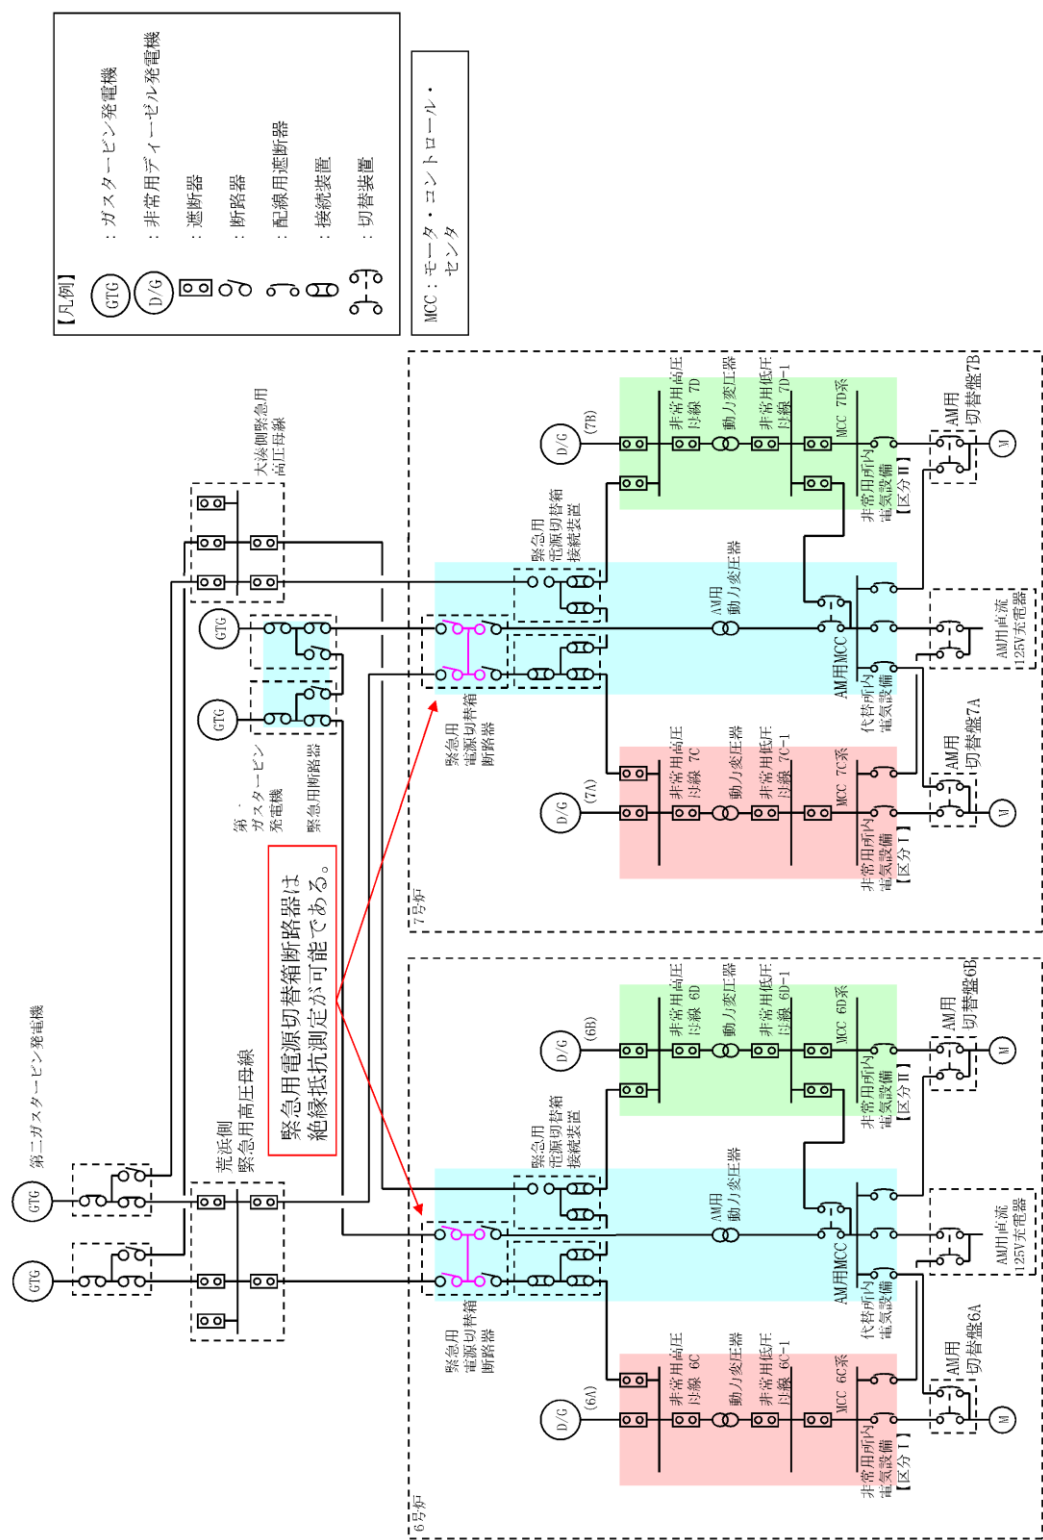 【凡例】
GTG
：ガスタービン発電機
D/G
：非常用ディーゼル発電機
：遮断器
：断路器
：配線用遮断器
：接続装置
：切替装置
MCC：モータ・コントロール・
センタ
第二ガスタービン発電機
GTG
GTG
荒浜側
緊急用高圧母線
大湊側緊急用
高圧母線
GTG
GTG
第一
ガスタービン
発電機
緊急用断路器
緊急用電源切替箱断路器は
絶縁抵抗測定が可能である。
6号炉
緊急用
電源切替箱
断路器
緊急用
電源切替箱
接続装置
D/G
(6A)
非常用高圧
母線 6C
動力変圧器
非常用低圧
母線 6C-1
MCC 6C系
非常用所内
電気設備
【区分Ⅰ】
AM用
切替盤6A
M
AM用
動力変圧器
AM用MCC
代替所内
電気設備
AM用直流
125V充電器
D/G
(6B)
非常用高圧
母線 6D
動力変圧器
非常用低圧
母線 6D-1
MCC 6D系
非常用所内
電気設備
【区分Ⅱ】
AM用
切替盤6B
M
7号炉
緊急用
電源切替箱
断路器
緊急用
電源切替箱
接続装置
D/G
(7A)
非常用高圧
母線 7C
動力変圧器
非常用低圧
母線 7C-1
MCC 7C系
非常用所内
電気設備
【区分Ⅰ】
AM用
切替盤7A
M
AM用
動力変圧器
AM用MCC
代替所内
電気設備
AM用直流
125V充電器
D/G
(7B)
非常用高圧
母線 7D
動力変圧器
非常用低圧
母線 7D-1
MCC 7D系
非常用所内
電気設備
【区分Ⅱ】
AM用
切替盤7B
M